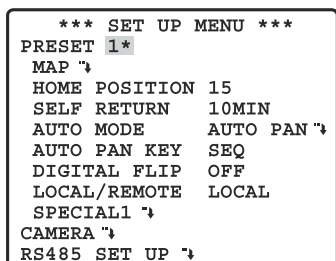 *** SET UP MENU ***
PRESET 1*
MAP ↴
HOME POSITION 15
SELF RETURN 10MIN
AUTO MODE AUTO PAN ↴
AUTO PAN KEY SEQ
DIGITAL FLIP OFF
LOCAL/REMOTE LOCAL
SPECIAL1 ↴
CAMERA ↴
RS485 SET UP ↴